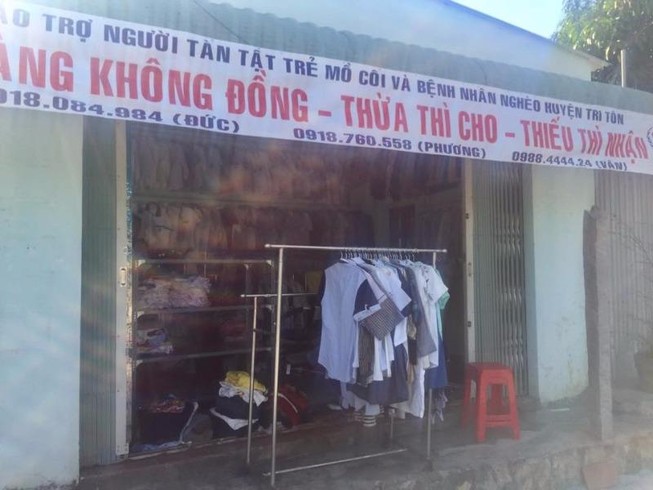 TRỢ NGƯỜI TÀN TẬT TRẺ MỒ CÔI VÀ BỆNH NHÂN NGHÈO HUYỆN TRI TÔN
ÀNG KHÔNG ĐỒNG - THỪA THÌ CHO - THIẾU THÌ NHẬN
918.084.984 (ĐỨC) 0918.760.558 (PHƯƠNG) 0988.4444.24 (VÂN)